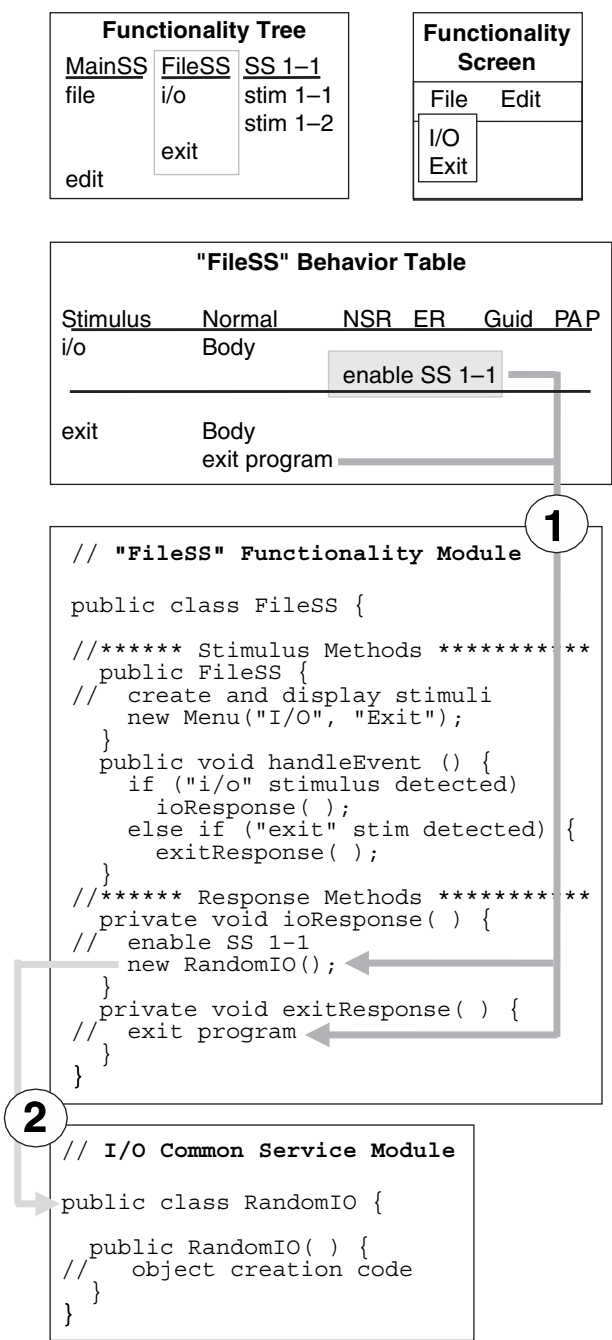 Functionality Tree
MainSS FileSS SS 1–1
file i/o stim 1–1
stim 1–2
exit
edit
Functionality
Screen
File Edit
I/O
Exit
"FileSS" Behavior Table
Stimulus Normal NSR ER Guid PAP
i/o Body
enable SS 1–1
exit Body
exit program
1
// "FileSS" Functionality Module
public class FileSS {
//****** Stimulus Methods ***********
public FileSS {
// create and display stimuli
new Menu("I/O", "Exit");
}
public void handleEvent () {
if ("i/o" stimulus detected)
ioResponse( );
else if ("exit" stim detected) {
exitResponse( );
}
//****** Response Methods ***********
private void ioResponse( ) {
// enable SS 1–1
new RandomIO();
}
private void exitResponse( ) {
// exit program
}
}
2
// I/O Common Service Module
public class RandomIO {
public RandomIO( ) {
// object creation code
}
}